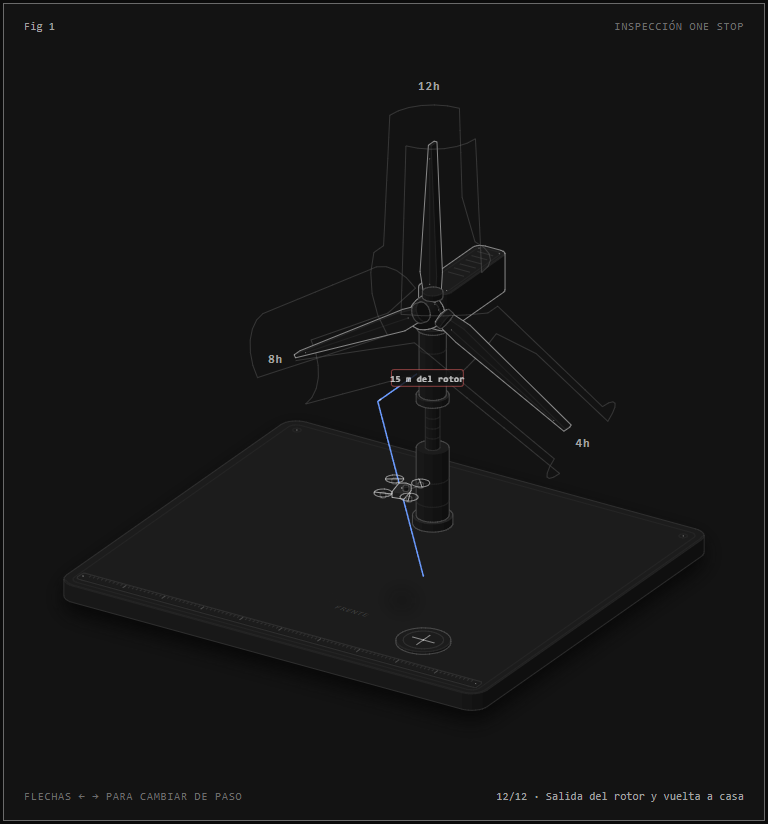 Fig 1
INSPECCIÓN ONE STOP
12h
8h
15 m del rotor
4h
FRENTE
FLECHAS ← → PARA CAMBIAR DE PASO
12/12 · Salida del rotor y vuelta a casa